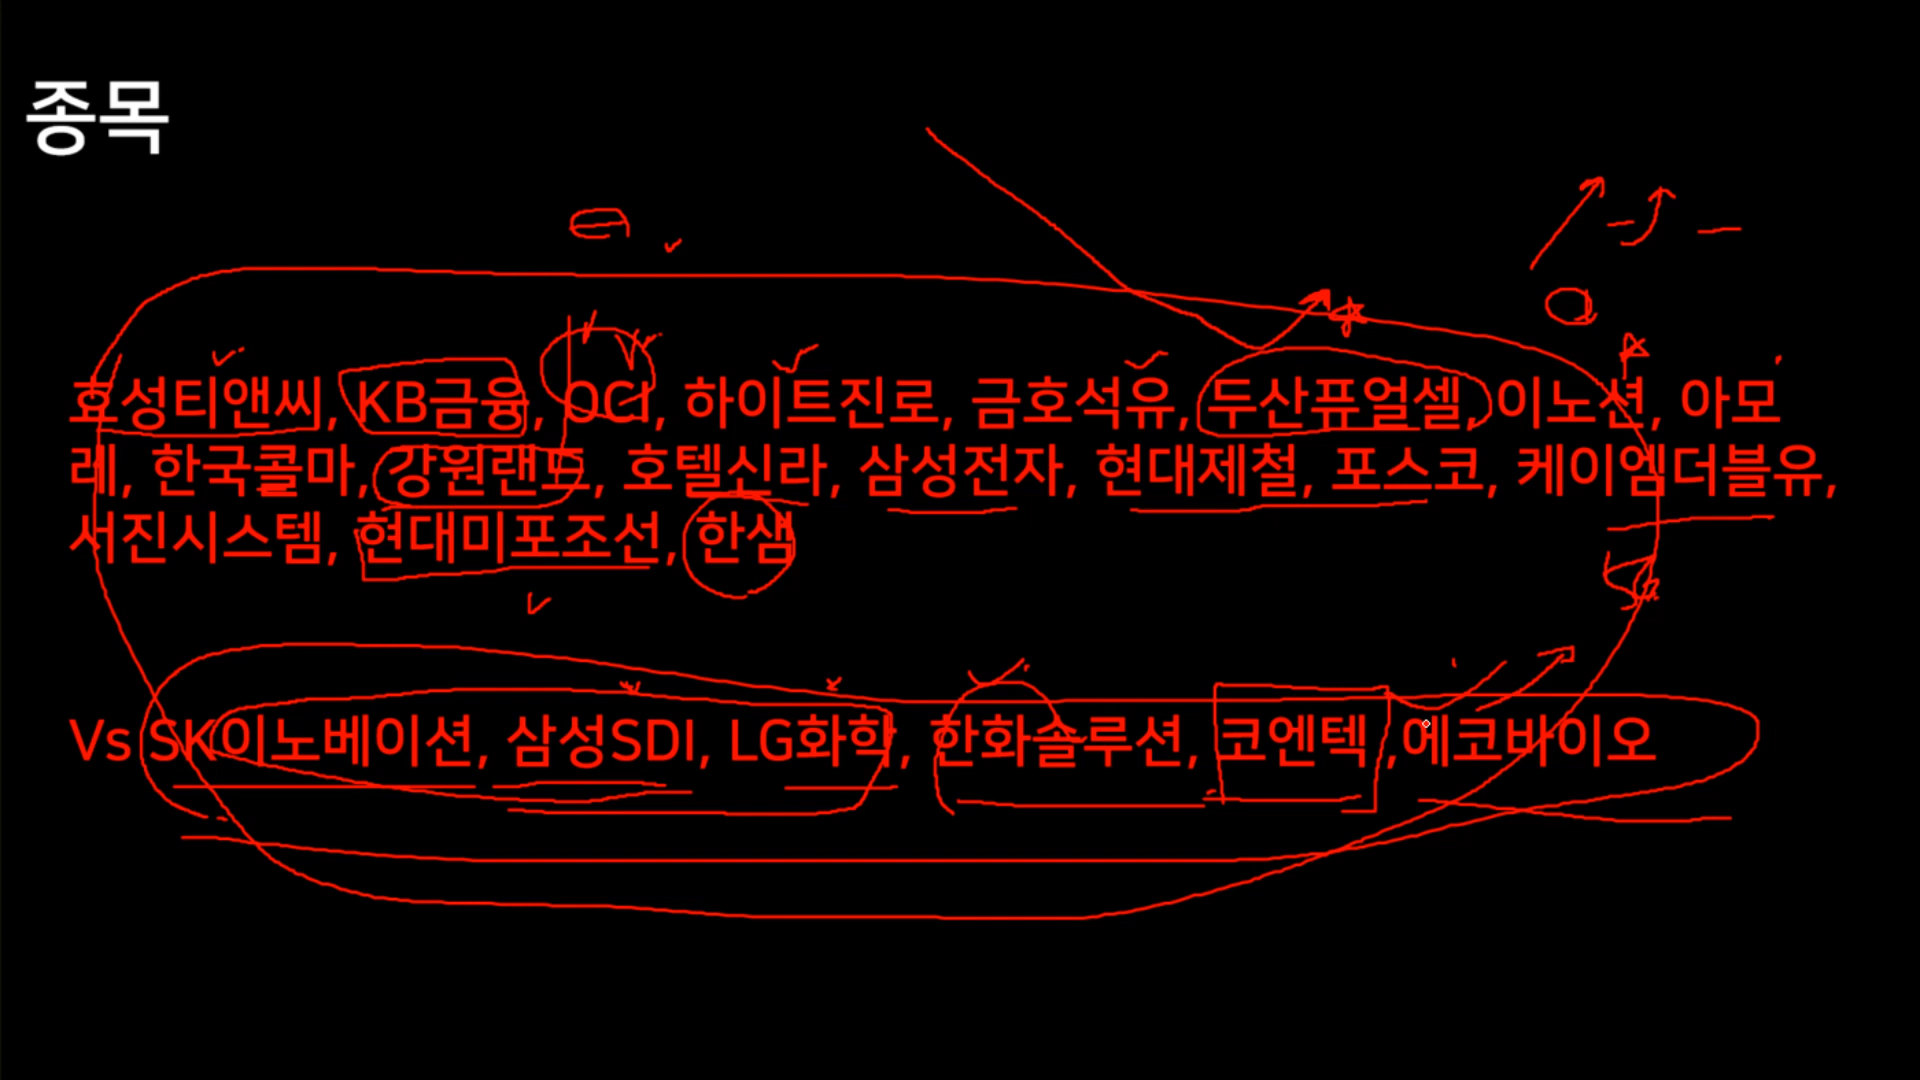 종목
효성티앤씨, KB금융, OCI, 하이트진로, 금호석유, 두산퓨얼셀, 이노션, 아모
레, 한국콜마, 강원랜드, 호텔신라, 삼성전자, 현대제철, 포스코, 케이엠더블유,
서진시스템, 현대미포조선, 한샘
Vs SK이노베이션, 삼성SDI, LG화학, 한화솔루션, 코엔텍 ,에코바이오